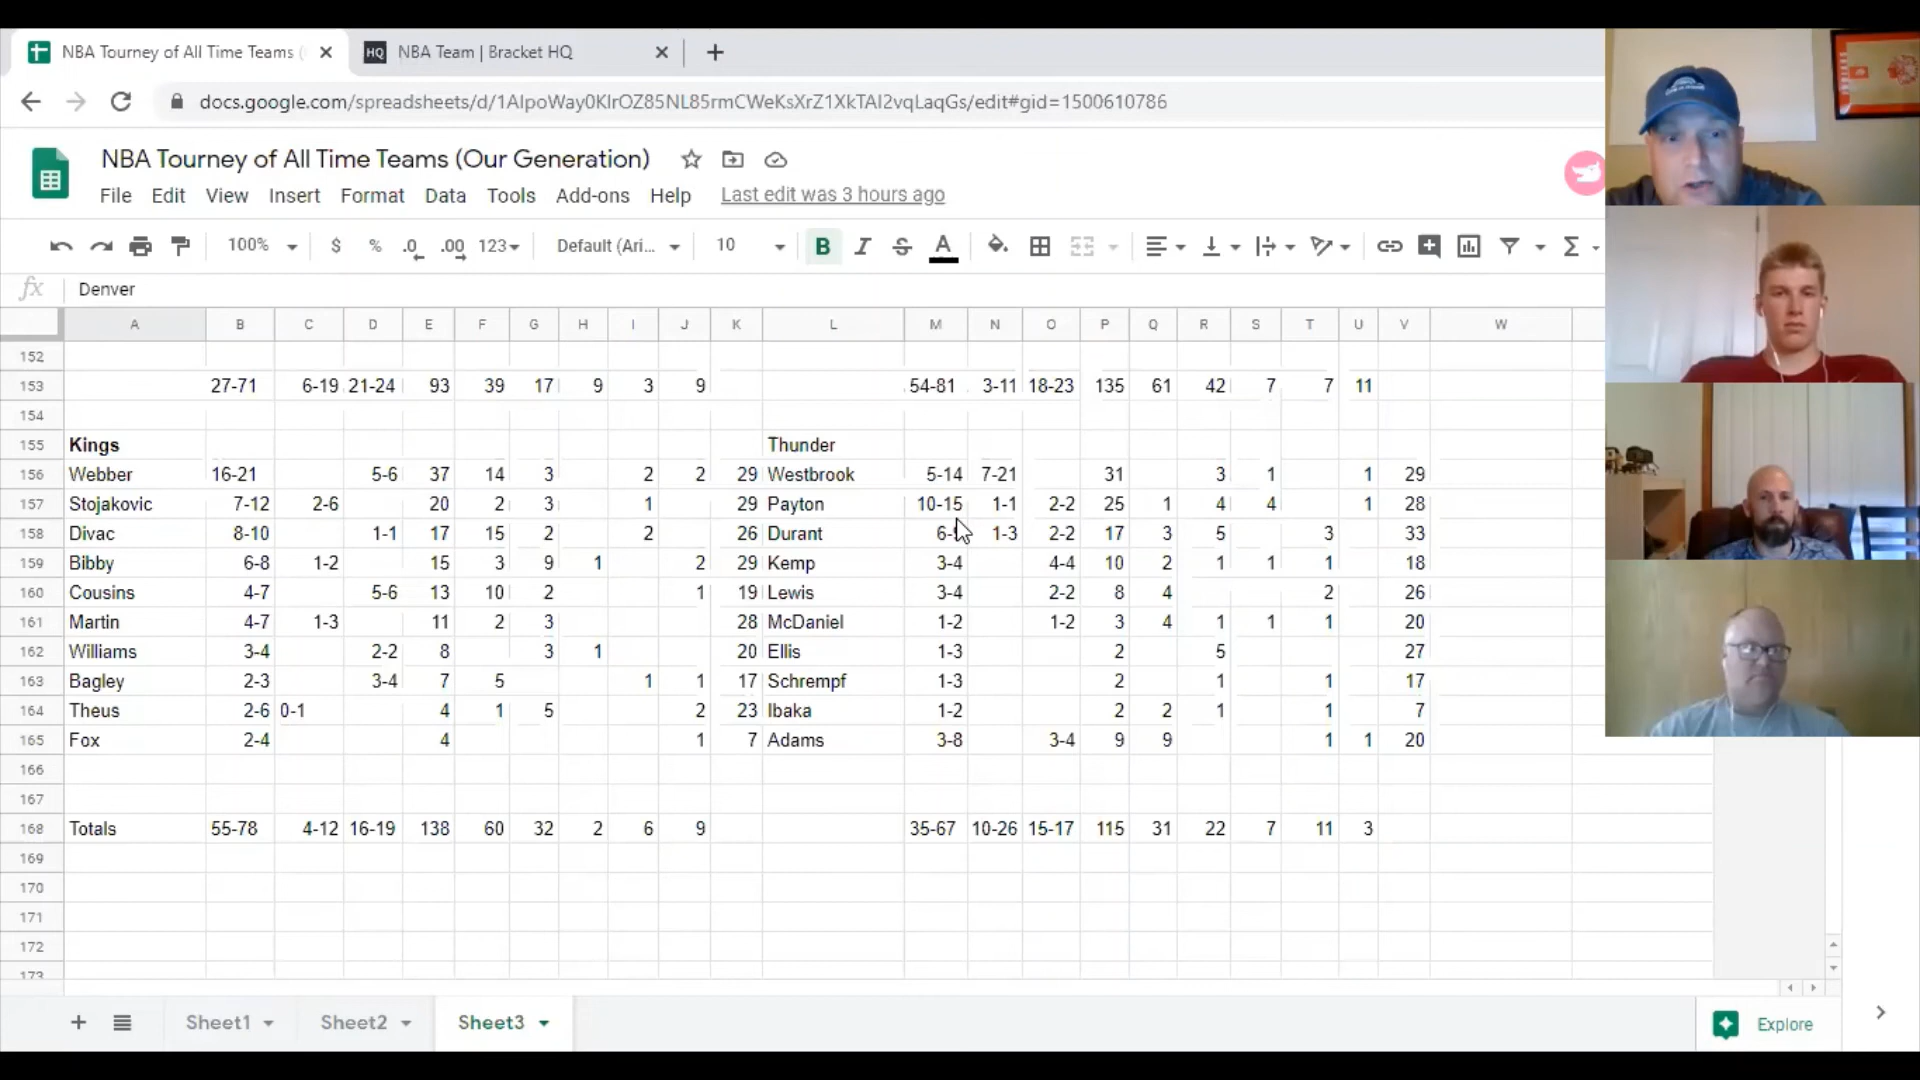 NBA Tourney of All Time Teams (
HQ NBA Team | Bracket HQ
docs.google.com/spreadsheets/d/1AIpoWay0KIrOZ85NL85rmCWeKsXrZ1XkTAI2vqLaqGs/edit#gid=1500610786
NBA Tourney of All Time Teams (Our Generation)
File Edit View Insert Format Data Tools Add-ons Help Last edit was 3 hours ago
100% $ % .0 .00 123 Default (Ari... 10 B I S A
fx Denver
A B C D E F G H I J K L M N O P Q R S T U V W
152
153 27-71 6-19 21-24 93 39 17 9 3 9 54-81 3-11 18-23 135 61 42 7 7 11
154
155 Kings Thunder
156 Webber 16-21 5-6 37 14 3 2 2 29 Westbrook 5-14 7-21 31 3 1 1 29
157 Stojakovic 7-12 2-6 20 2 3 1 29 Payton 10-15 1-1 2-2 25 1 4 4 1 28
158 Divac 8-10 1-1 17 15 2 2 26 Durant 1-3 2-2 17 3 5 3 33
159 Bibby 6-8 1-2 15 3 9 1 2 29 Kemp 3-4 4-4 10 2 1 1 1 18
160 Cousins 4-7 5-6 13 10 2 1 19 Lewis 3-4 2-2 8 4 2 26
161 Martin 4-7 1-3 11 2 3 28 McDaniel 1-2 1-2 3 4 1 1 1 20
162 Williams 3-4 2-2 8 3 1 20 Ellis 1-3 2 5 27
163 Bagley 2-3 3-4 7 5 1 1 17 Schrempf 1-3 2 1 1 17
164 Theus 2-6 0-1 4 1 5 2 23 Ibaka 1-2 2 2 1 1 7
165 Fox 2-4 4 1 7 Adams 3-8 3-4 9 9 1 1 20
166
167
168 Totals 55-78 4-12 16-19 138 60 32 2 6 9 35-67 10-26 15-17 115 31 22 7 11 3
169
170
171
172
173
Sheet1 Sheet2 Sheet3 Explore